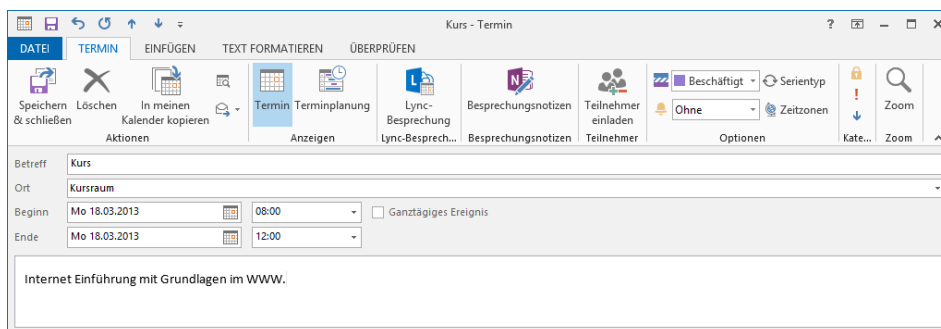 Kurs - Termin
DATEI TERMIN EINFÜGEN TEXT FORMATIEREN ÜBERPRÜFEN
Speichern & schließen
Löschen
In meinen Kalender kopieren
Aktionen
Termin
Terminplanung
Anzeigen
Lync-Besprechung
Lync-Besprech...
Besprechungsnotizen
Besprechungsnotizen
Teilnehmer einladen
Teilnehmer
Beschäftigt
Serientyp
Ohne
Zeitzonen
Optionen
Kate...
Zoom
Zoom
Betreff Kurs
Ort Kursraum
Beginn Mo 18.03.2013 08:00 Ganztägiges Ereignis
Ende Mo 18.03.2013 12:00
Internet Einführung mit Grundlagen im WWW.